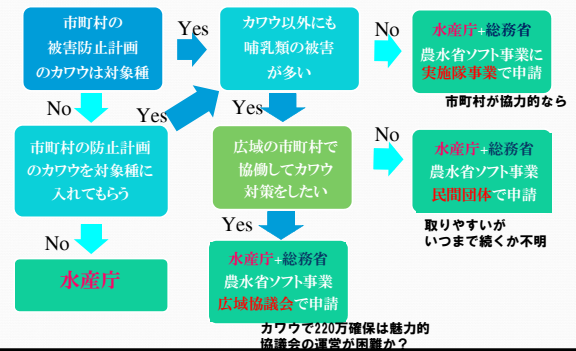 市町村の
被害防止計画
のカワウは対象種
Yes
カワウ以外にも
哺乳類の被害
が多い
No
水産庁+総務省
農水省ソフト事業に
実施隊事業で申請
市町村が協力的なら
No
Yes
Yes
市町村の防止計画
のカワウを対象種に
入れてもらう
広域の市町村で
協働してカワウ
対策をしたい
No
水産庁+総務省
農水省ソフト事業
民間団体で申請
取りやすいが
いつまで続くか不明
No
水産庁
Yes
水産庁+総務省
農水省ソフト事業
広域協議会で申請
カワウで220万確保は魅力的
協議会の運営が困難か？